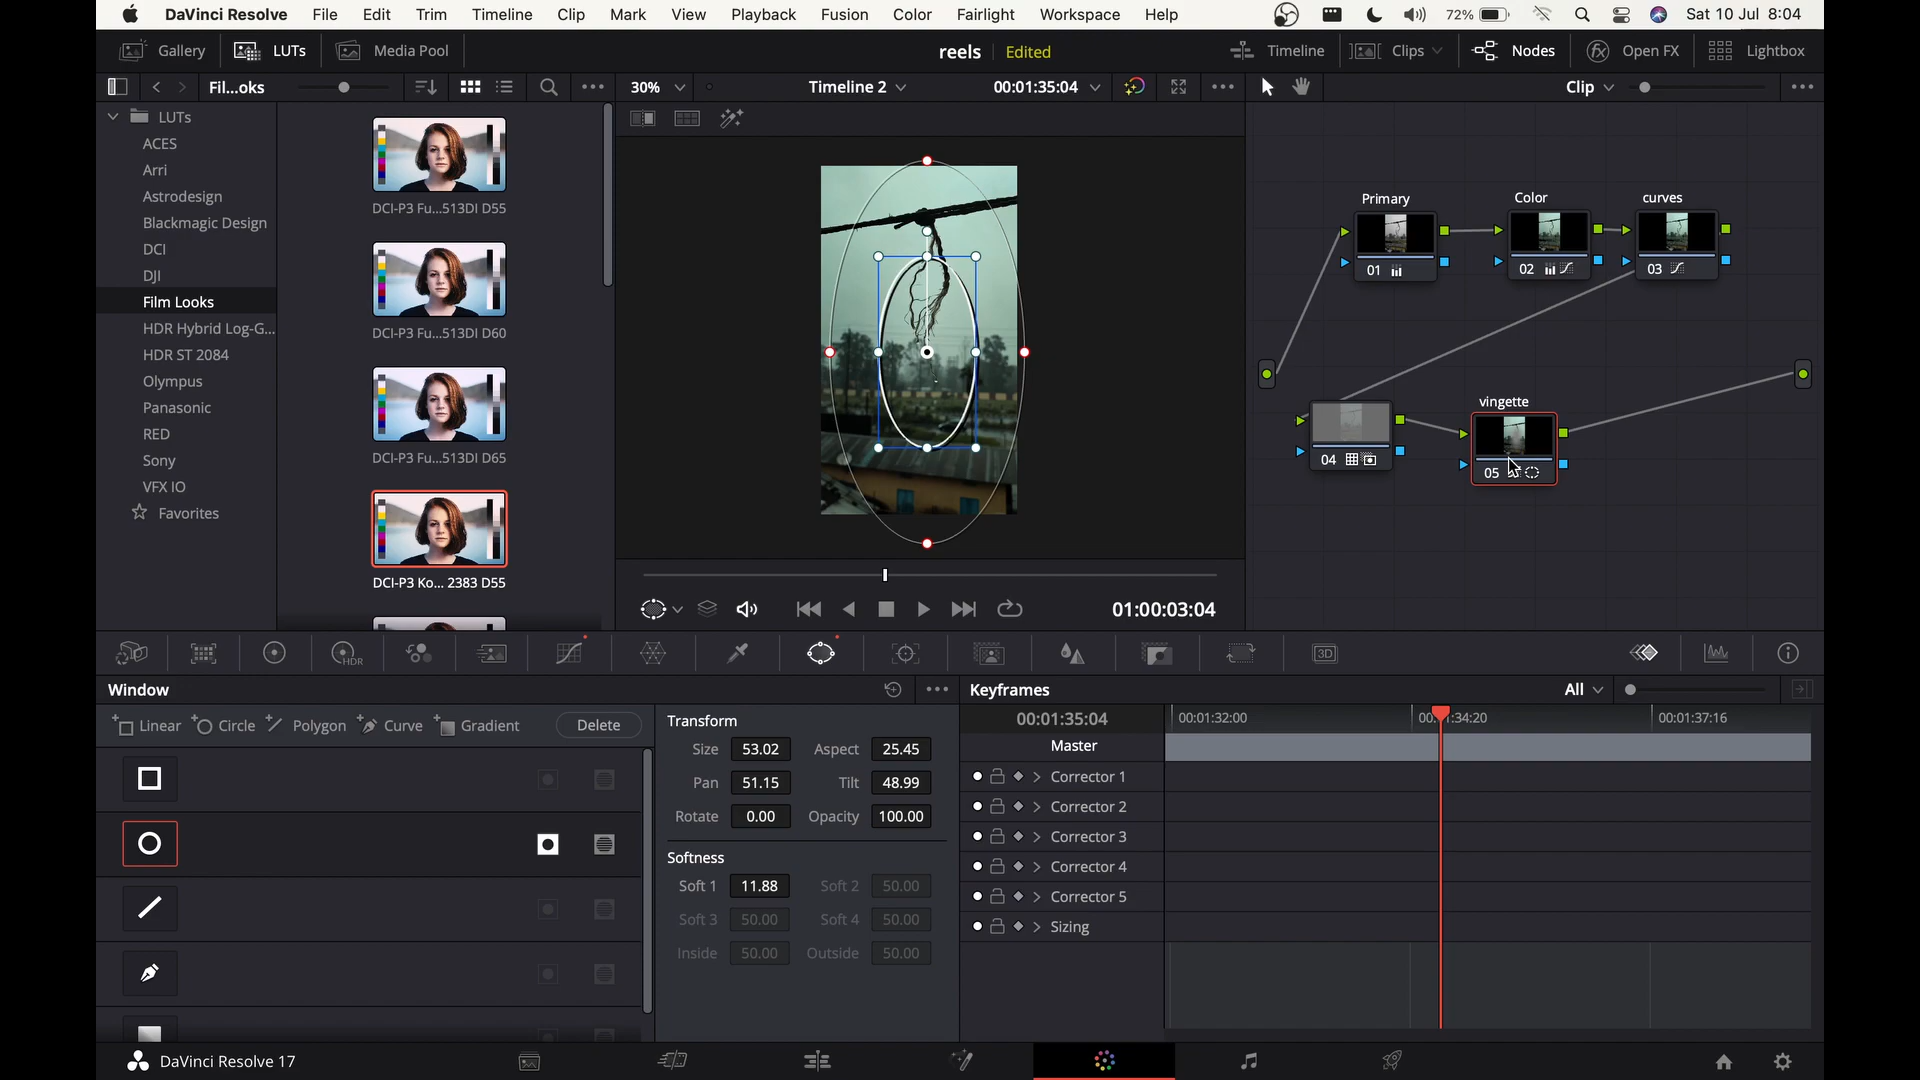 DaVinci Resolve File Edit Trim Timeline Clip Mark View Playback Fusion Color Fairlight Workspace Help 72% Sat 10 Jul 8:04
Gallery LUTs Media Pool reels Edited Timeline Clips Nodes Open FX Lightbox
Fil...oks 30% Timeline 2 00:01:35:04 Clip
LUTs
ACES
Arri
Astrodesign
Blackmagic Design
DCI
DJI
Film Looks
HDR Hybrid Log-G...
HDR ST 2084
Olympus
Panasonic
RED
Sony
VFX IO
Favorites
DCI-P3 Fu...513DI D55
DCI-P3 Fu...513DI D60
DCI-P3 Fu...513DI D65
DCI-P3 Ko... 2383 D55
Primary Color curves
01 02 03
vingette
04 05
01:00:03:04
HDR 3D
Window
Linear Circle Polygon Curve Gradient Delete
Transform
Size 53.02 Aspect 25.45
Pan 51.15 Tilt 48.99
Rotate 0.00 Opacity 100.00
Softness
Soft 1 11.88 Soft 2 50.00
Soft 3 50.00 Soft 4 50.00
Inside 50.00 Outside 50.00
Keyframes All
00:01:35:04 00:01:32:00 00:01:34:20 00:01:37:16
Master
Corrector 1
Corrector 2
Corrector 3
Corrector 4
Corrector 5
Sizing
DaVinci Resolve 17